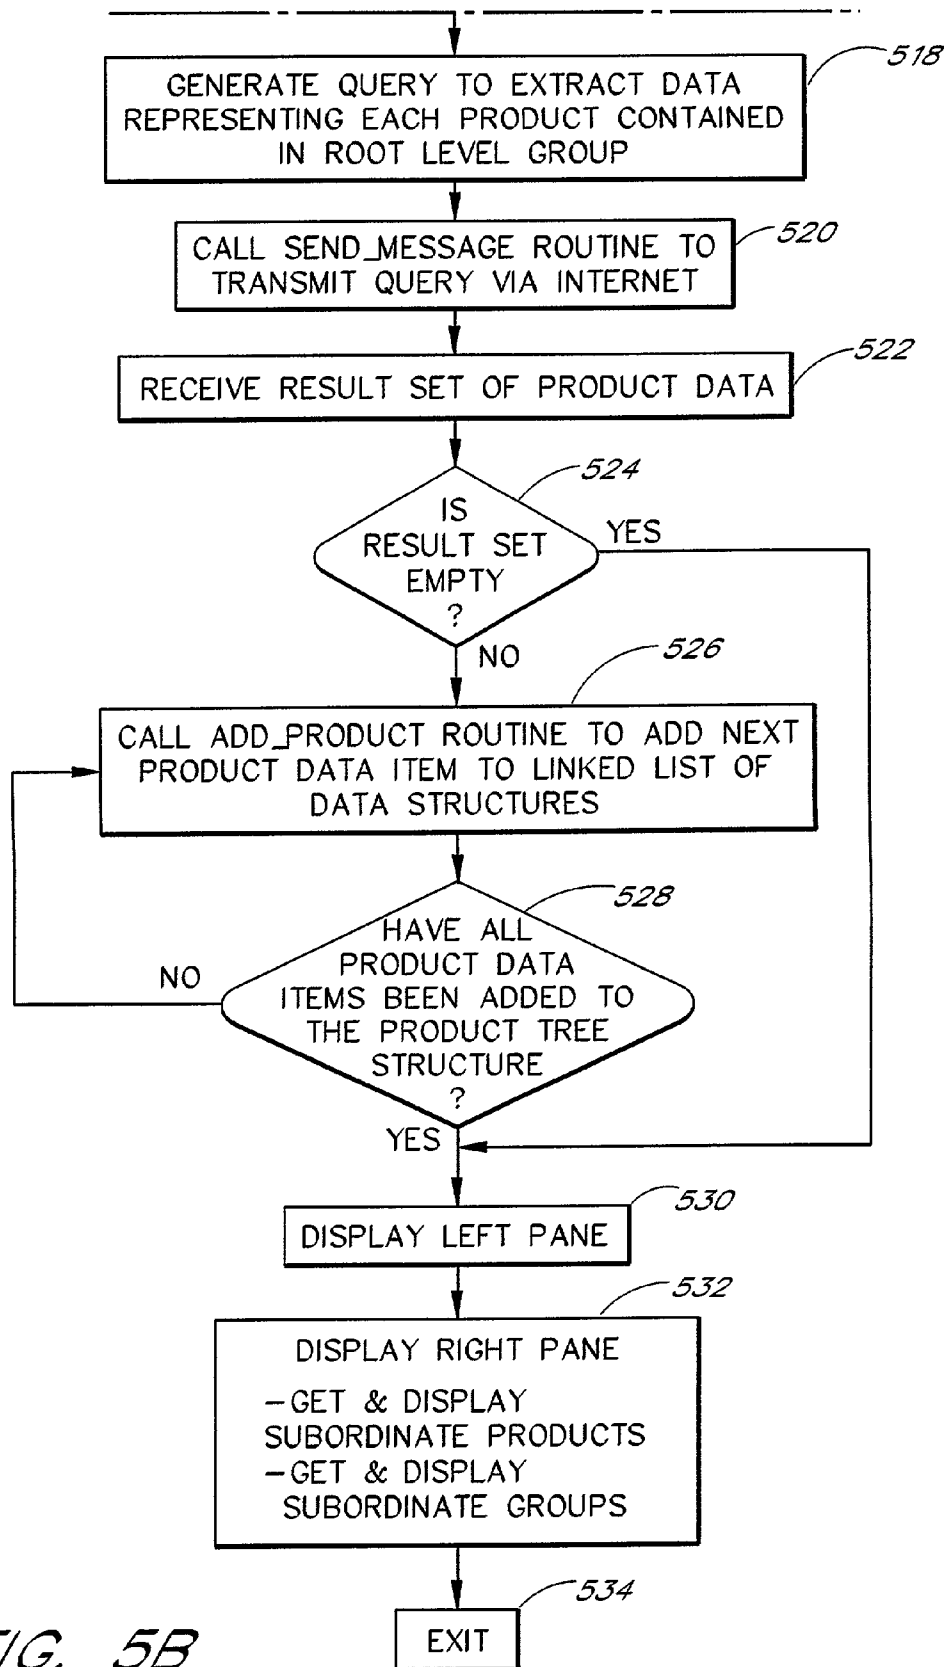 518
GENERATE QUERY TO EXTRACT DATA
REPRESENTING EACH PRODUCT CONTAINED
IN ROOT LEVEL GROUP
520
CALL SEND_MESSAGE ROUTINE TO
TRANSMIT QUERY VIA INTERNET
522
RECEIVE RESULT SET OF PRODUCT DATA
524
IS
RESULT SET
EMPTY
?
YES
NO
526
CALL ADD_PRODUCT ROUTINE TO ADD NEXT
PRODUCT DATA ITEM TO LINKED LIST OF
DATA STRUCTURES
528
HAVE ALL
PRODUCT DATA
ITEMS BEEN ADDED TO
THE PRODUCT TREE
STRUCTURE
?
NO
YES
530
DISPLAY LEFT PANE
532
DISPLAY RIGHT PANE
-GET & DISPLAY
SUBORDINATE PRODUCTS
-GET & DISPLAY
SUBORDINATE GROUPS
534
EXIT
FIG. 5B